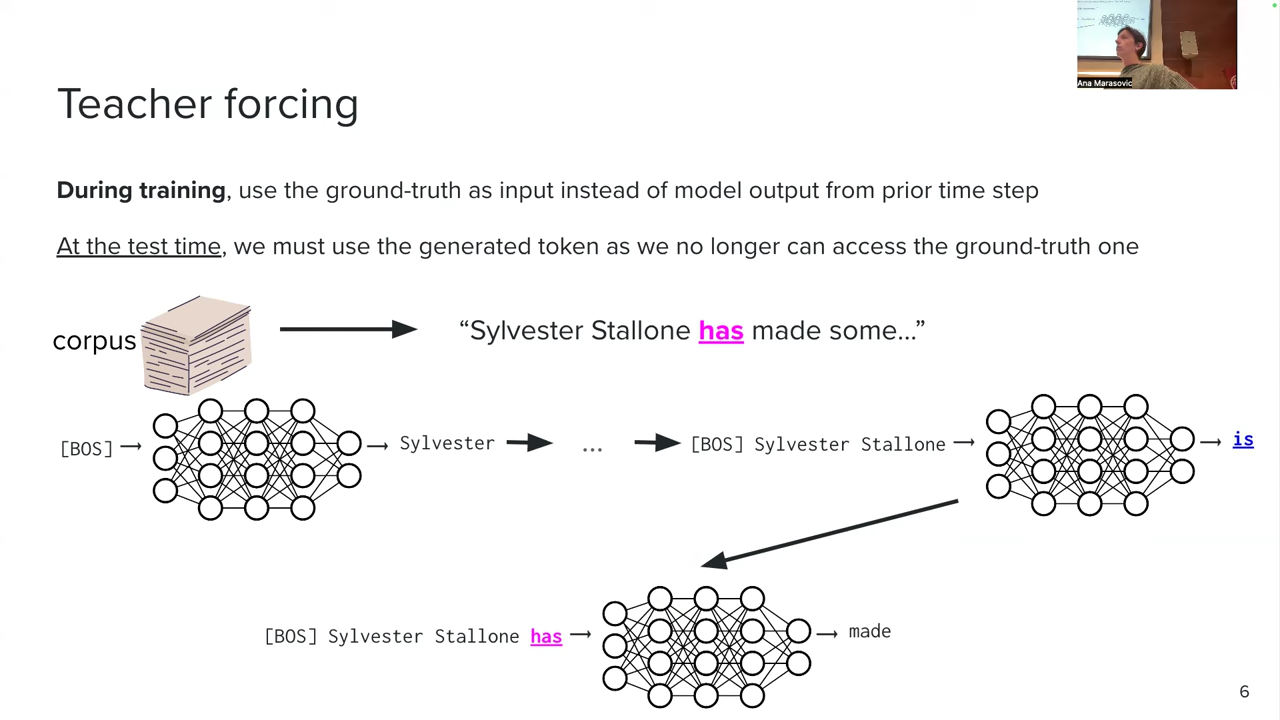 Ana Marasovic
Teacher forcing
During training, use the ground-truth as input instead of model output from prior time step
At the test time, we must use the generated token as we no longer can access the ground-truth one
corpus
“Sylvester Stallone has made some...”
[BOS]
Sylvester
...
[BOS] Sylvester Stallone
is
[BOS] Sylvester Stallone has
made
6